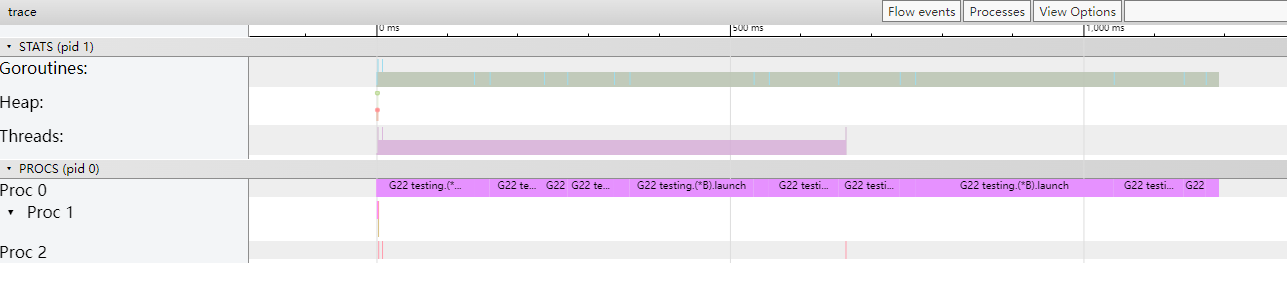 trace
Flow events Processes View Options
0 ms 500 ms 1,000 ms
▾ STATS (pid 1)
Goroutines:
Heap:
Threads:
▾ PROCS (pid 0)
Proc 0 G22 testing.(*... G22 te... G22 G22 te... G22 testing.(*B).launch G22 testi... G22 testi... G22 testing.(*B).launch G22 testi... G22
▾ Proc 1
Proc 2